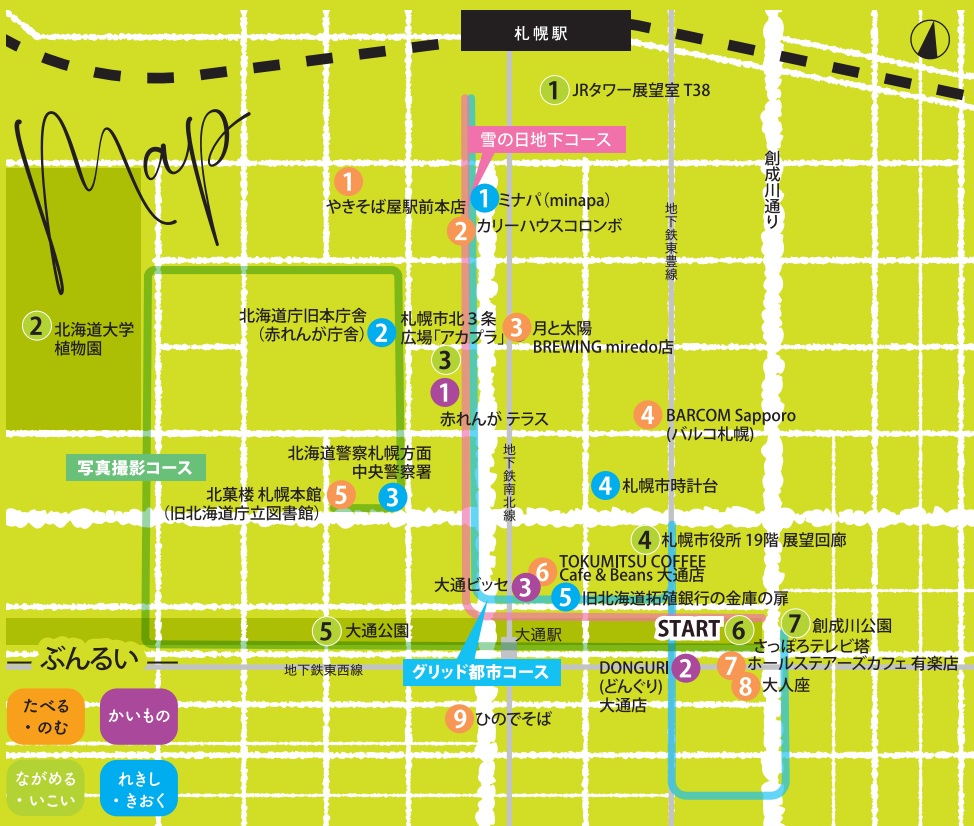 札幌駅
1 JRタワー展望室 T38
Map
雪の日地下コース
創成川通り
1
やきそば屋駅前本店
1 ミナパ（minapa）
2 カリーハウスコロンボ
地下鉄東豊線
2 北海道大学
植物園
北海道庁旧本庁舎
（赤れんが庁舎） 2
札幌市北3条
広場「アカプラ」
3
3 月と太陽
BREWING miredo店
1
赤れんが テラス
4 BARCOM Sapporo
(バルコ札幌)
写真撮影コース
北海道警察札幌方面
中央警察署
3
地下鉄南北線
北菓楼 札幌本館
（旧北海道庁立図書館）
5
4 札幌市時計台
4 札幌市役所 19階 展望回廊
6 TOKUMITSU COFFEE
Cafe & Beans 大通店
大通ビッセ 3
5 旧北海道拓殖銀行の金庫の扉
5 大通公園
大通駅
START 6
さっぽろテレビ塔
7 創成川公園
地下鉄東西線
グリッド都市コース
DONGURI 2
(どんぐり)
大通店
7 ホールステアーズカフェ 有楽店
8 大人座
9 ひのでそば
ぶんるい
たべる
・のむ
かいもの
ながめる
・いこい
れきし
・きおく